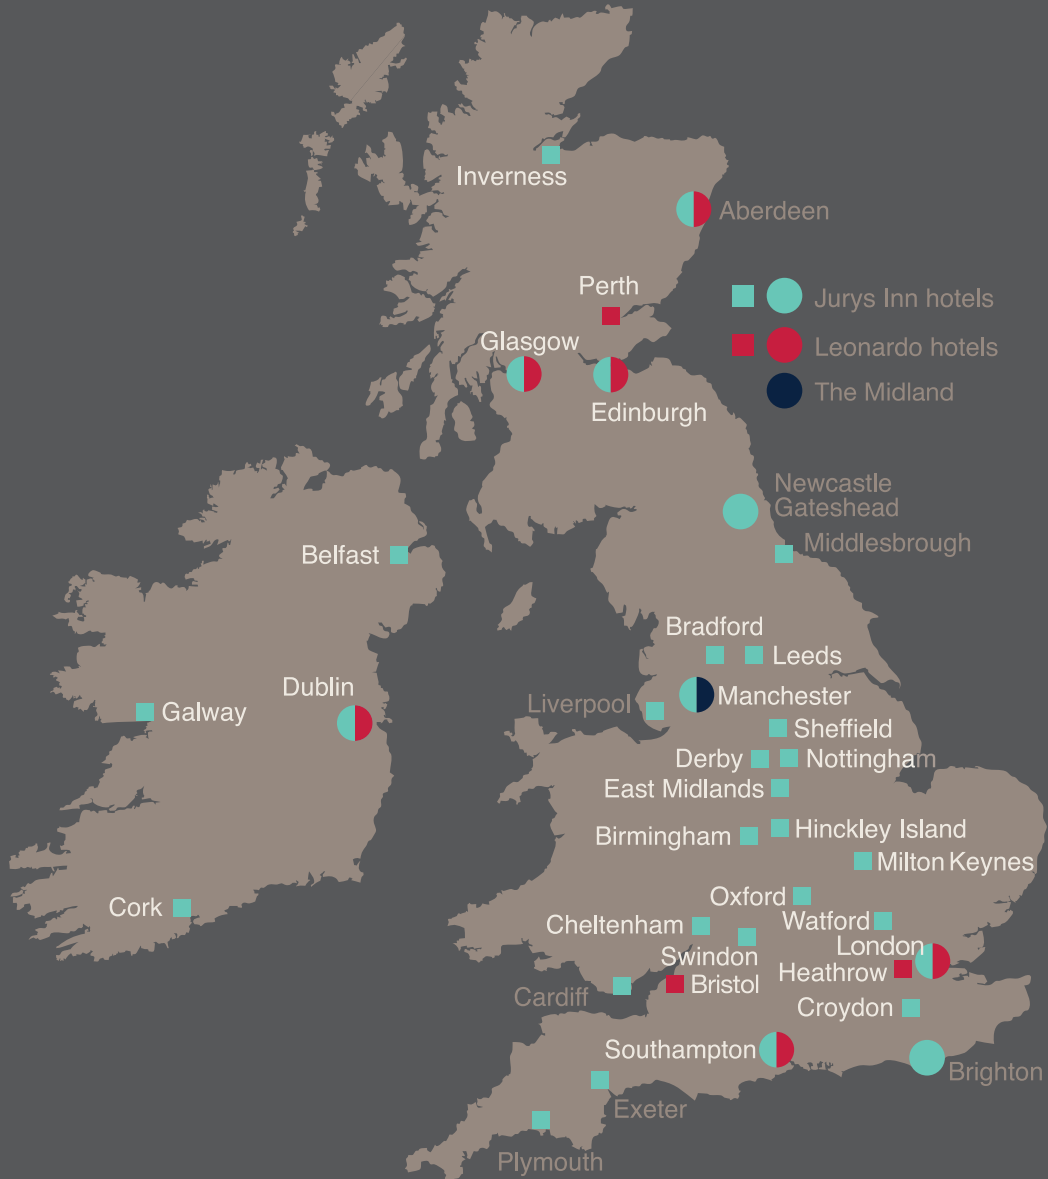 Inverness
Aberdeen
Perth
Jurys Inn hotels
Glasgow
Leonardo hotels
The Midland
Edinburgh
Newcastle
Gateshead
Middlesbrough
Belfast
Bradford
Leeds
Dublin
Manchester
Liverpool
Galway
Sheffield
Derby
Nottingham
East Midlands
Hinckley Island
Birmingham
Milton Keynes
Oxford
Cork
Cheltenham
Watford
London
Swindon
Heathrow
Bristol
Cardiff
Croydon
Southampton
Brighton
Exeter
Plymouth